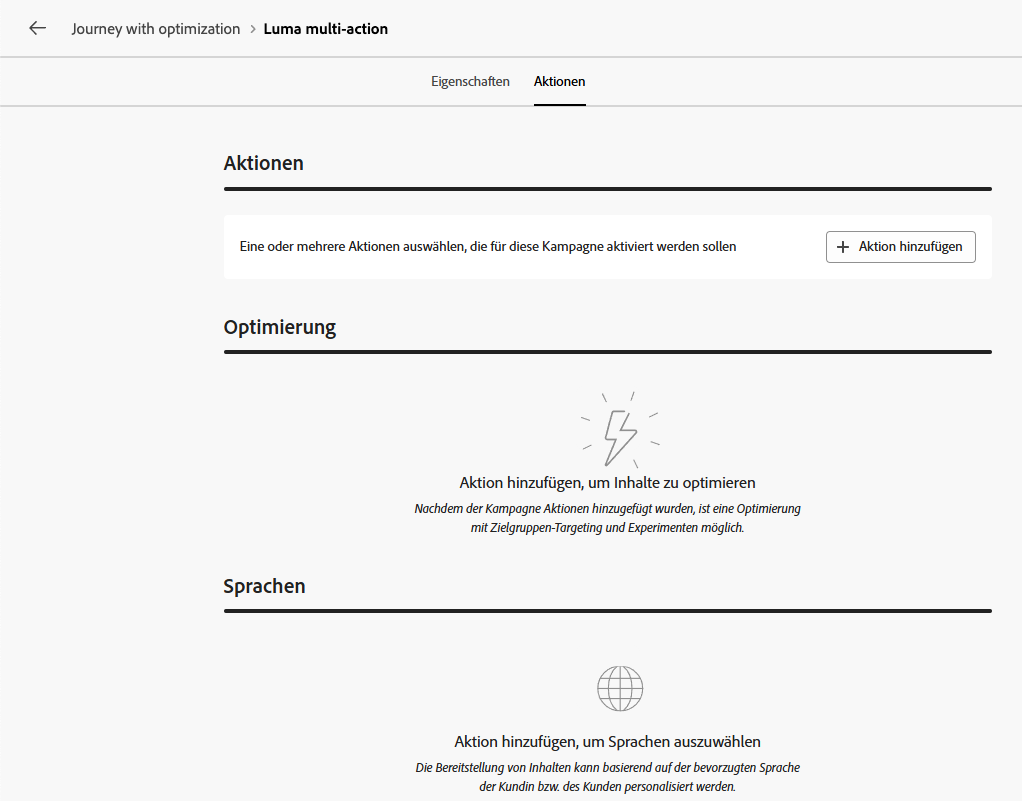 Journey with optimization > Luma multi-action
Eigenschaften Aktionen
Aktionen
Eine oder mehrere Aktionen auswählen, die für diese Kampagne aktiviert werden sollen
+ Aktion hinzufügen
Optimierung
Aktion hinzufügen, um Inhalte zu optimieren
Nachdem der Kampagne Aktionen hinzugefügt wurden, ist eine Optimierung
mit Zielgruppen-Targeting und Experimenten möglich.
Sprachen
Aktion hinzufügen, um Sprachen auszuwählen
Die Bereitstellung von Inhalten kann basierend auf der bevorzugten Sprache
der Kundin bzw. des Kunden personalisiert werden.